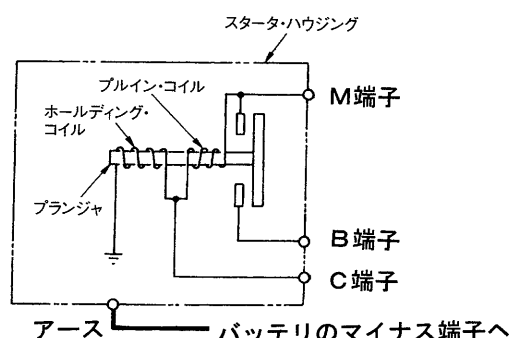 スタータ・ハウジング
プルイン・コイル
ホールディング・
コイル
プランジャ
M端子
B端子
C端子
アース
バッテリのマイナス端子へ